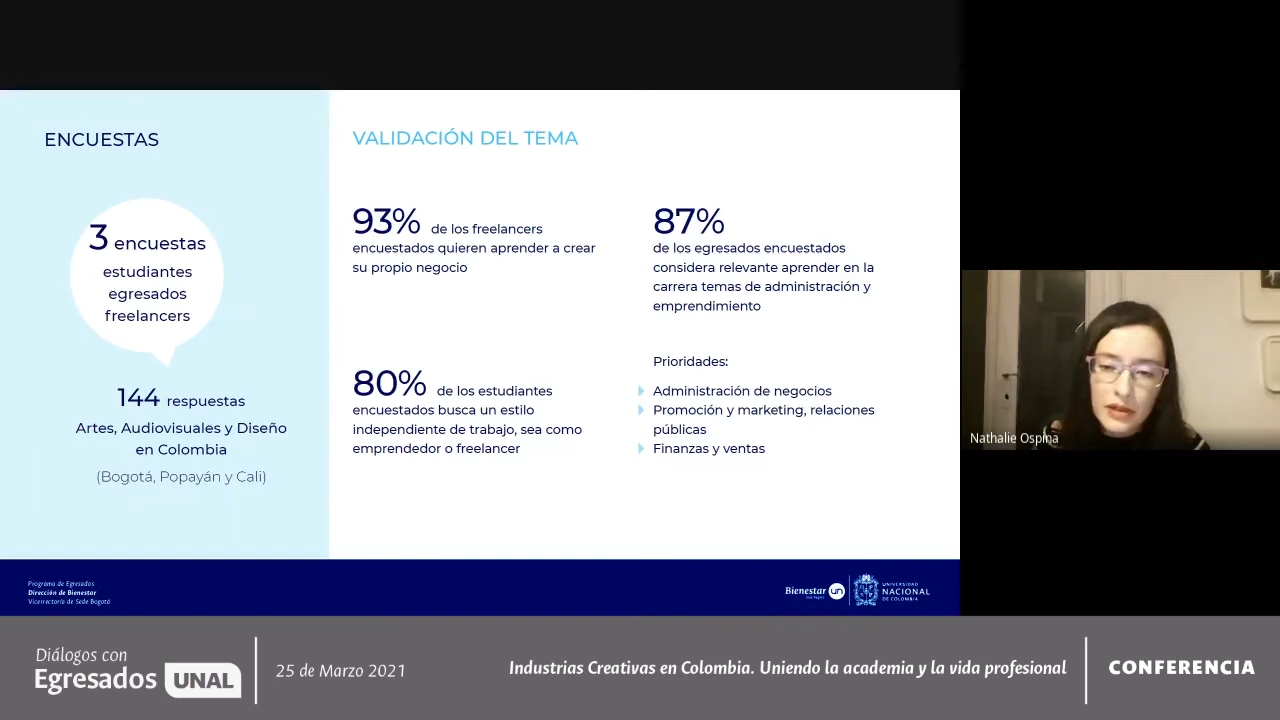 ENCUESTAS
3 encuestas
estudiantes
egresados
freelancers
144 respuestas
Artes, Audiovisuales y Diseño
en Colombia
(Bogotá, Popayán y Cali)
VALIDACIÓN DEL TEMA
93% de los freelancers
encuestados quieren aprender a crear
su propio negocio
80% de los estudiantes
encuestados busca un estilo
independiente de trabajo, sea como
emprendedor o freelancer
87%
de los egresados encuestados
considera relevante aprender en la
carrera temas de administración y
emprendimiento
Prioridades:
Administración de negocios
Promoción y marketing, relaciones
públicas
Finanzas y ventas
Nathalie Ospina
Programa de Egresados
Dirección de Bienestar
Vicerrectoría de Sede Bogotá
Bienestar un
UNIVERSIDAD
NACIONAL
DE COLOMBIA
Diálogos con
Egresados UNAL
25 de Marzo 2021
Industrias Creativas en Colombia. Uniendo la academia y la vida profesional
CONFERENCIA